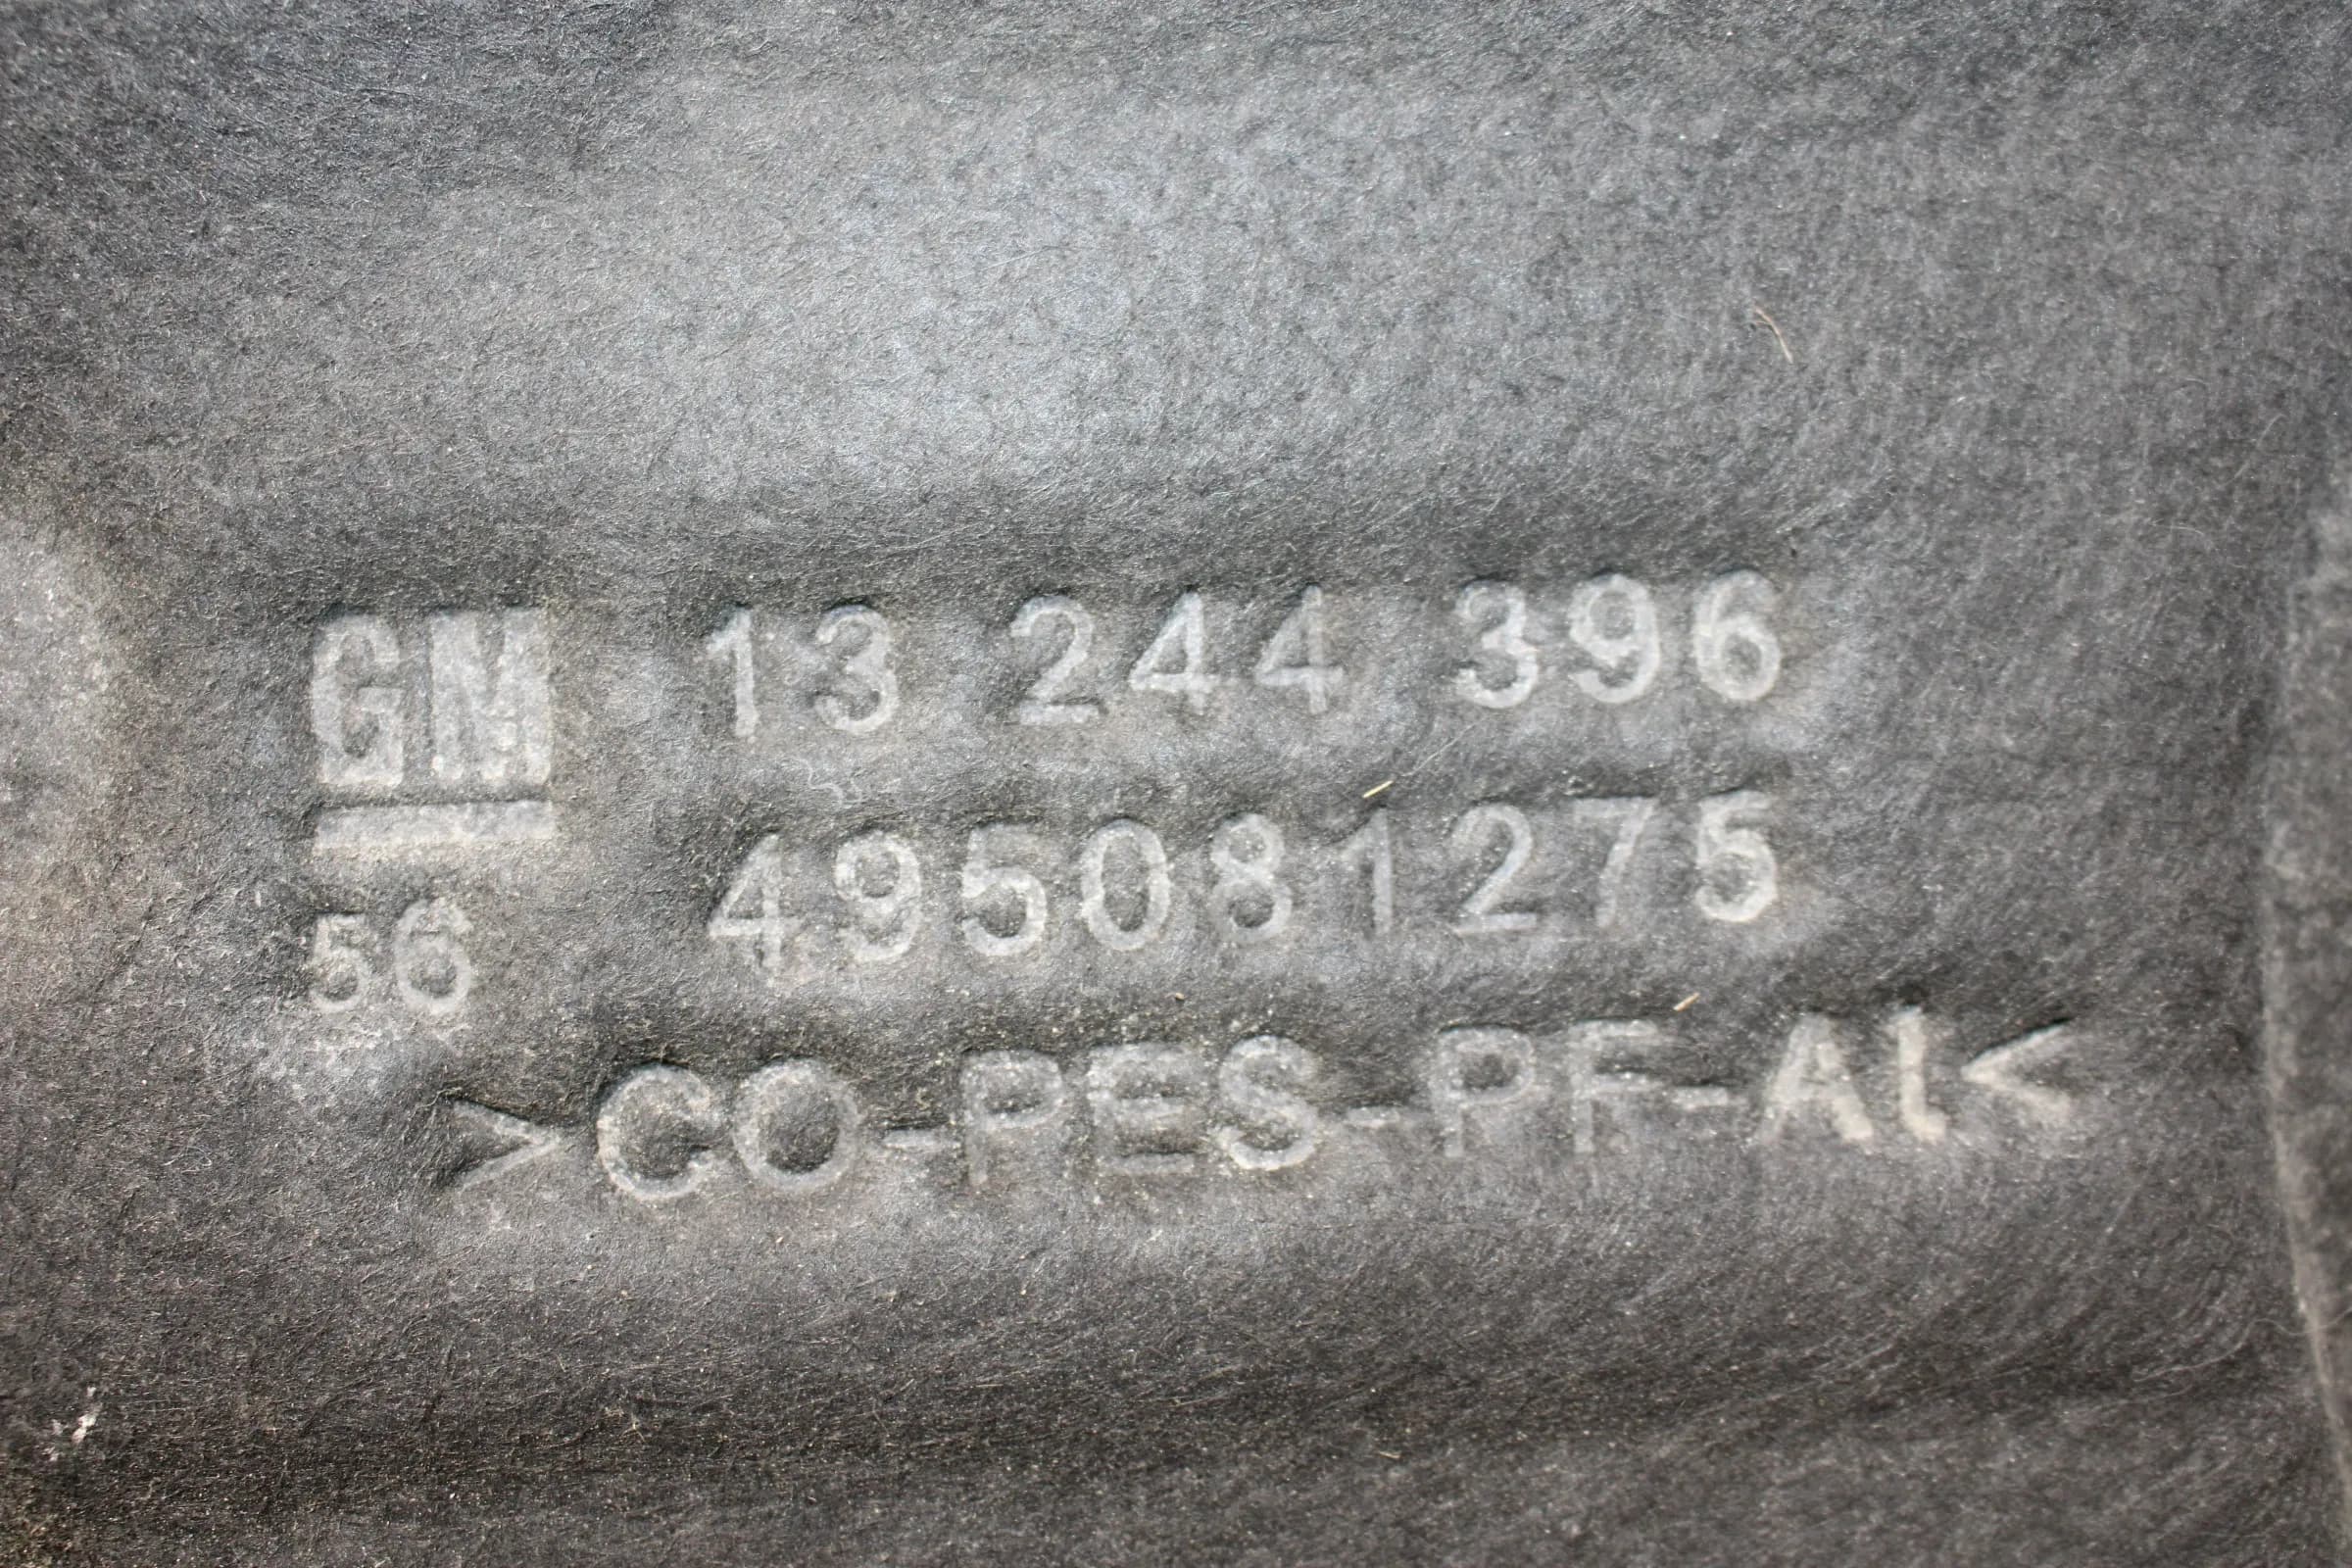 GM 13 244 396
56 495081275
>CO-PES-PF-Al<